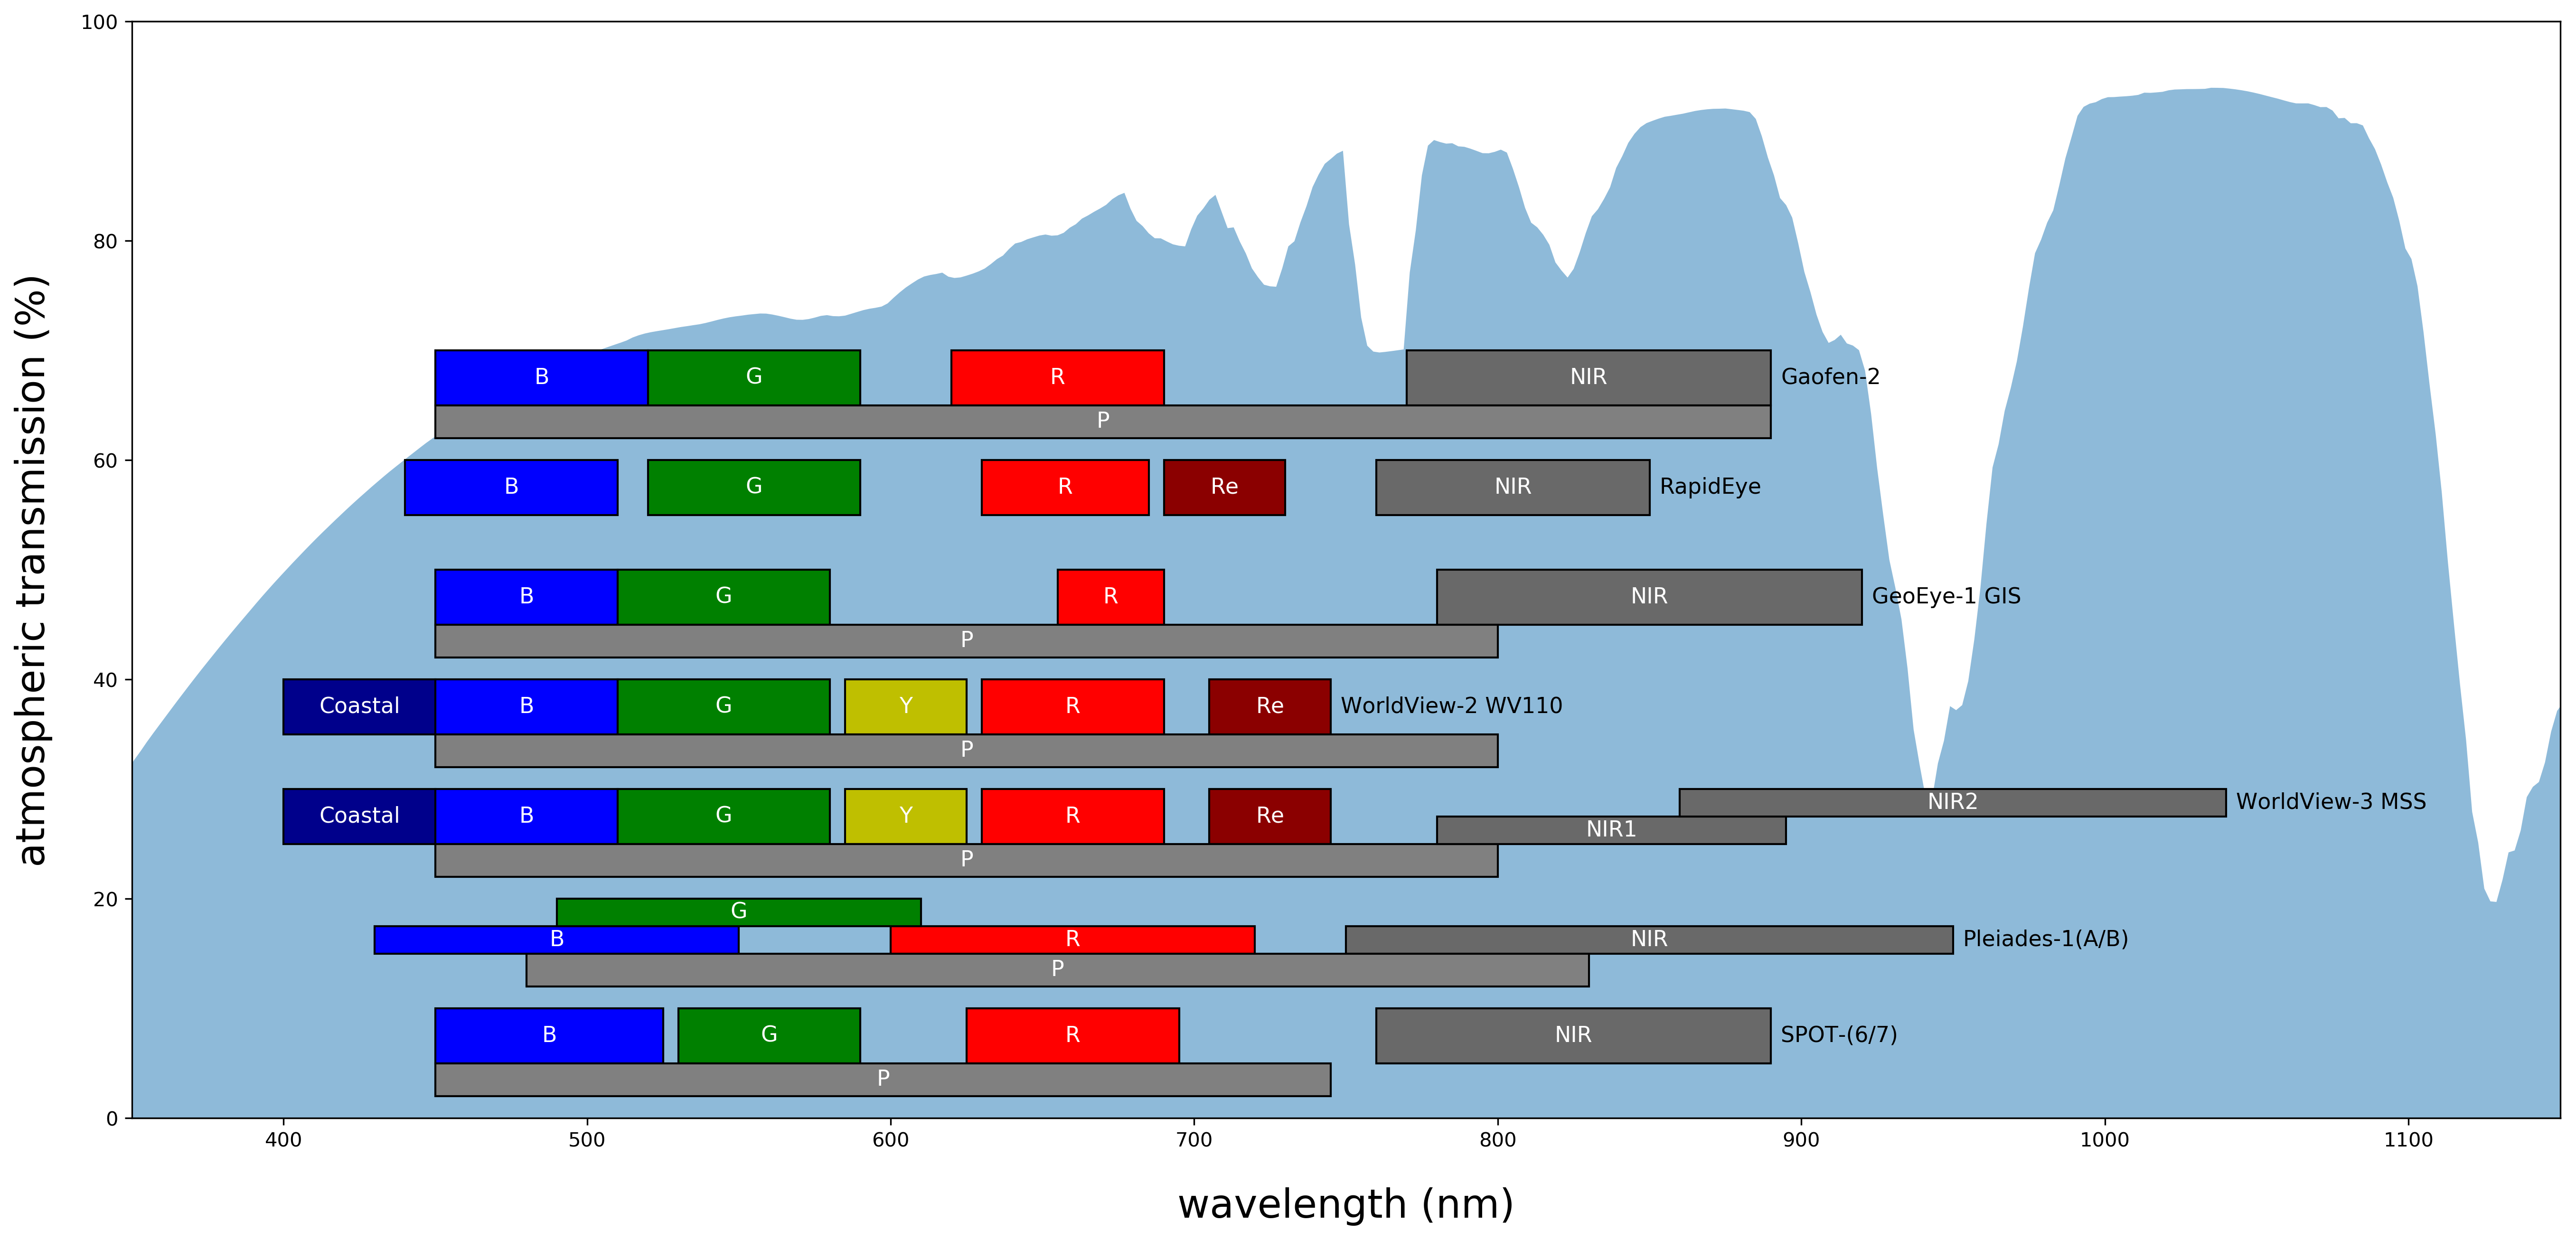 100
80
60
40
20
0
atmospheric transmission (%)
B G R NIR Gaofen-2
P
B G R Re NIR RapidEye
B G R NIR GeoEye-1 GIS
P
Coastal B G Y R Re WorldView-2 WV110
P
NIR2 WorldView-3 MSS
Coastal B G Y R Re NIR1
P
G
B R NIR Pleiades-1(A/B)
P
B G R NIR SPOT-(6/7)
P
400 500 600 700 800 900 1000 1100
wavelength (nm)